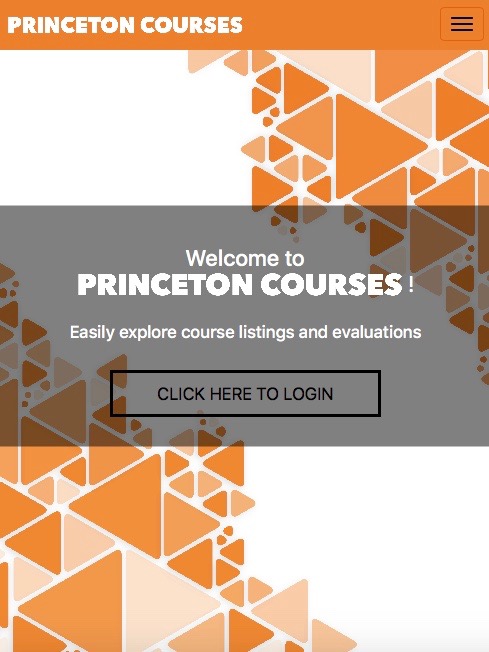 PRINCETON COURSES
Welcome to
PRINCETON COURSES !
Easily explore course listings and evaluations
CLICK HERE TO LOGIN